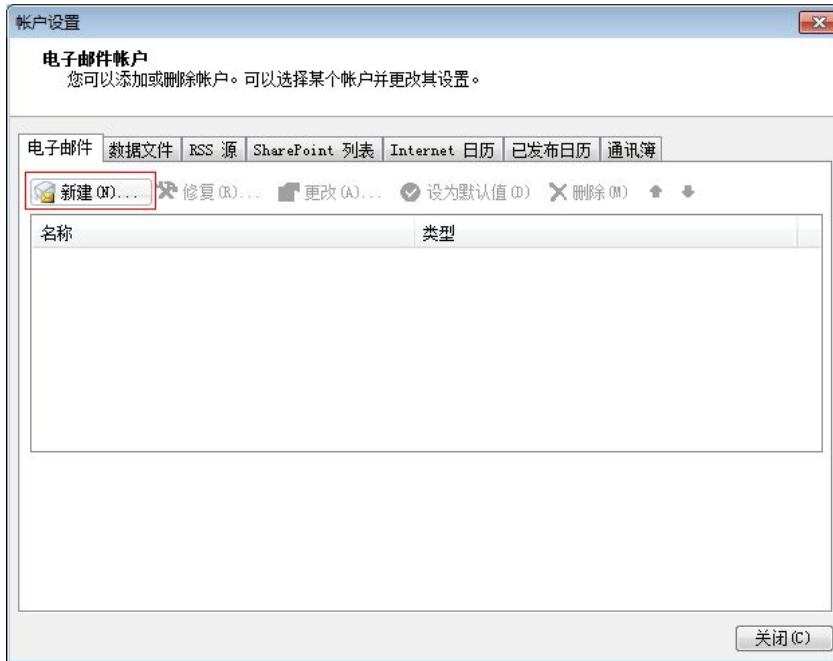 帐户设置
电子邮件帐户
您可以添加或删除帐户。可以选择某个帐户并更改其设置。
电子邮件 数据文件 RSS 源 SharePoint 列表 Internet 日历 已发布日历 通讯簿
新建(N)... 修复(R)... 更改(A)... 设为默认值(D) 删除(M)
名称 类型
关闭(C)